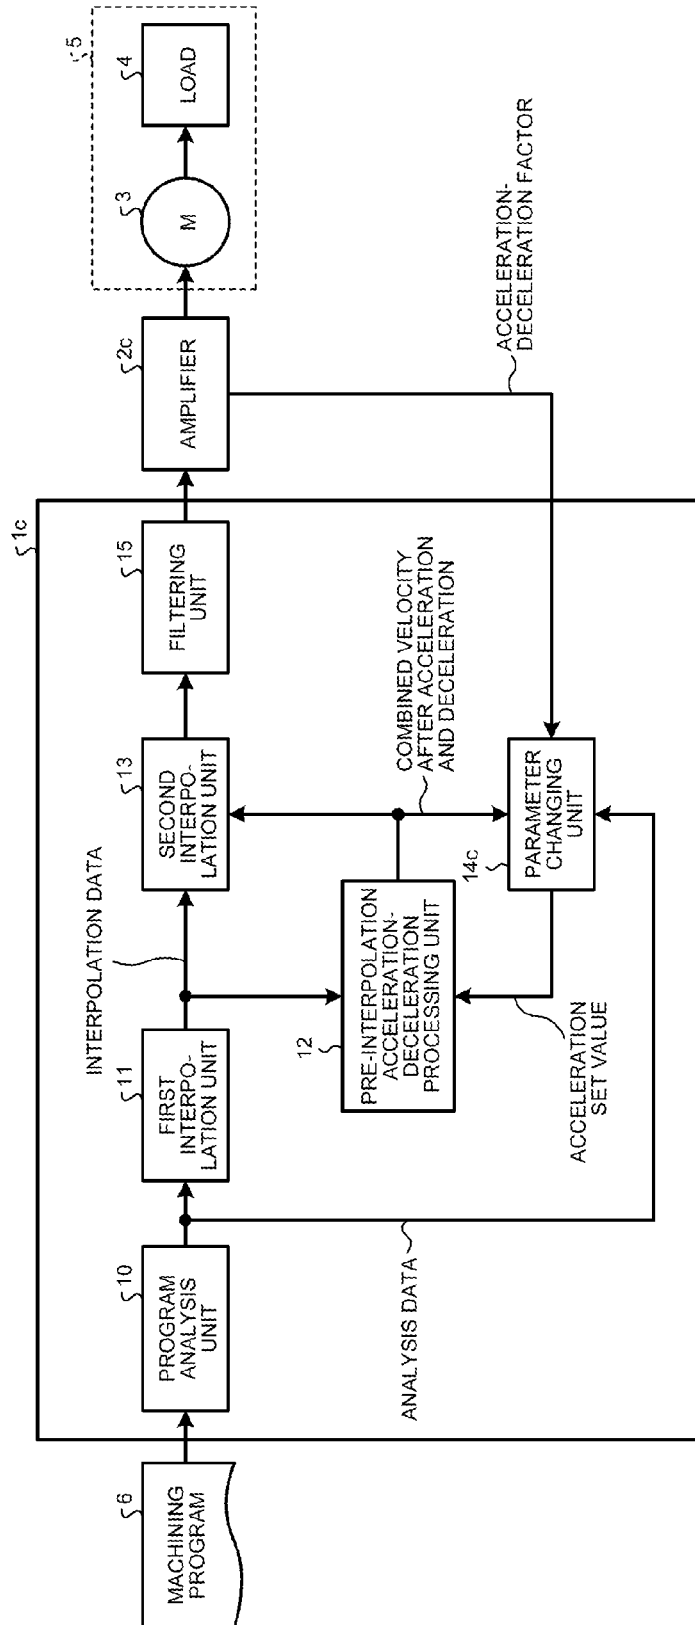 6
MACHINING
PROGRAM
1c
10
PROGRAM
ANALYSIS
UNIT
ANALYSIS DATA
11
FIRST
INTERPO-
LATION UNIT
INTERPOLATION DATA
12
PRE-INTERPOLATION
ACCELERATION-
DECELERATION
PROCESSING UNIT
ACCELERATION
SET VALUE
13
SECOND
INTERPO-
LATION UNIT
COMBINED VELOCITY
AFTER ACCELERATION
AND DECELERATION
14c
PARAMETER
CHANGING
UNIT
15
FILTERING
UNIT
2c
AMPLIFIER
ACCELERATION-
DECELERATION FACTOR
3
M
4
LOAD
5